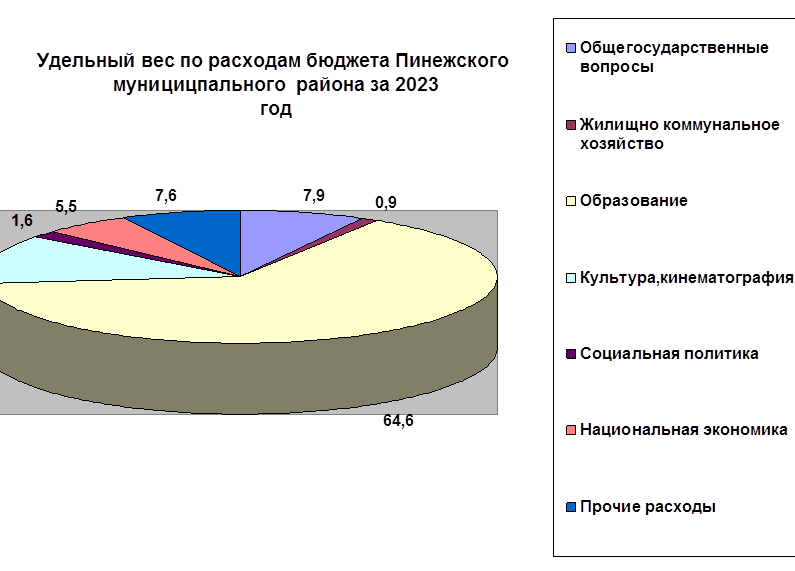 Удельный вес по расходам бюджета Пинежского
муницицпального района за 2023
год
7,9
0,9
7,6
5,5
1,6
64,6
Общегосударственные
вопросы
Жилищно коммунальное
хозяйство
Образование
Культура,кинематография
Социальная политика
Национальная экономика
Прочие расходы